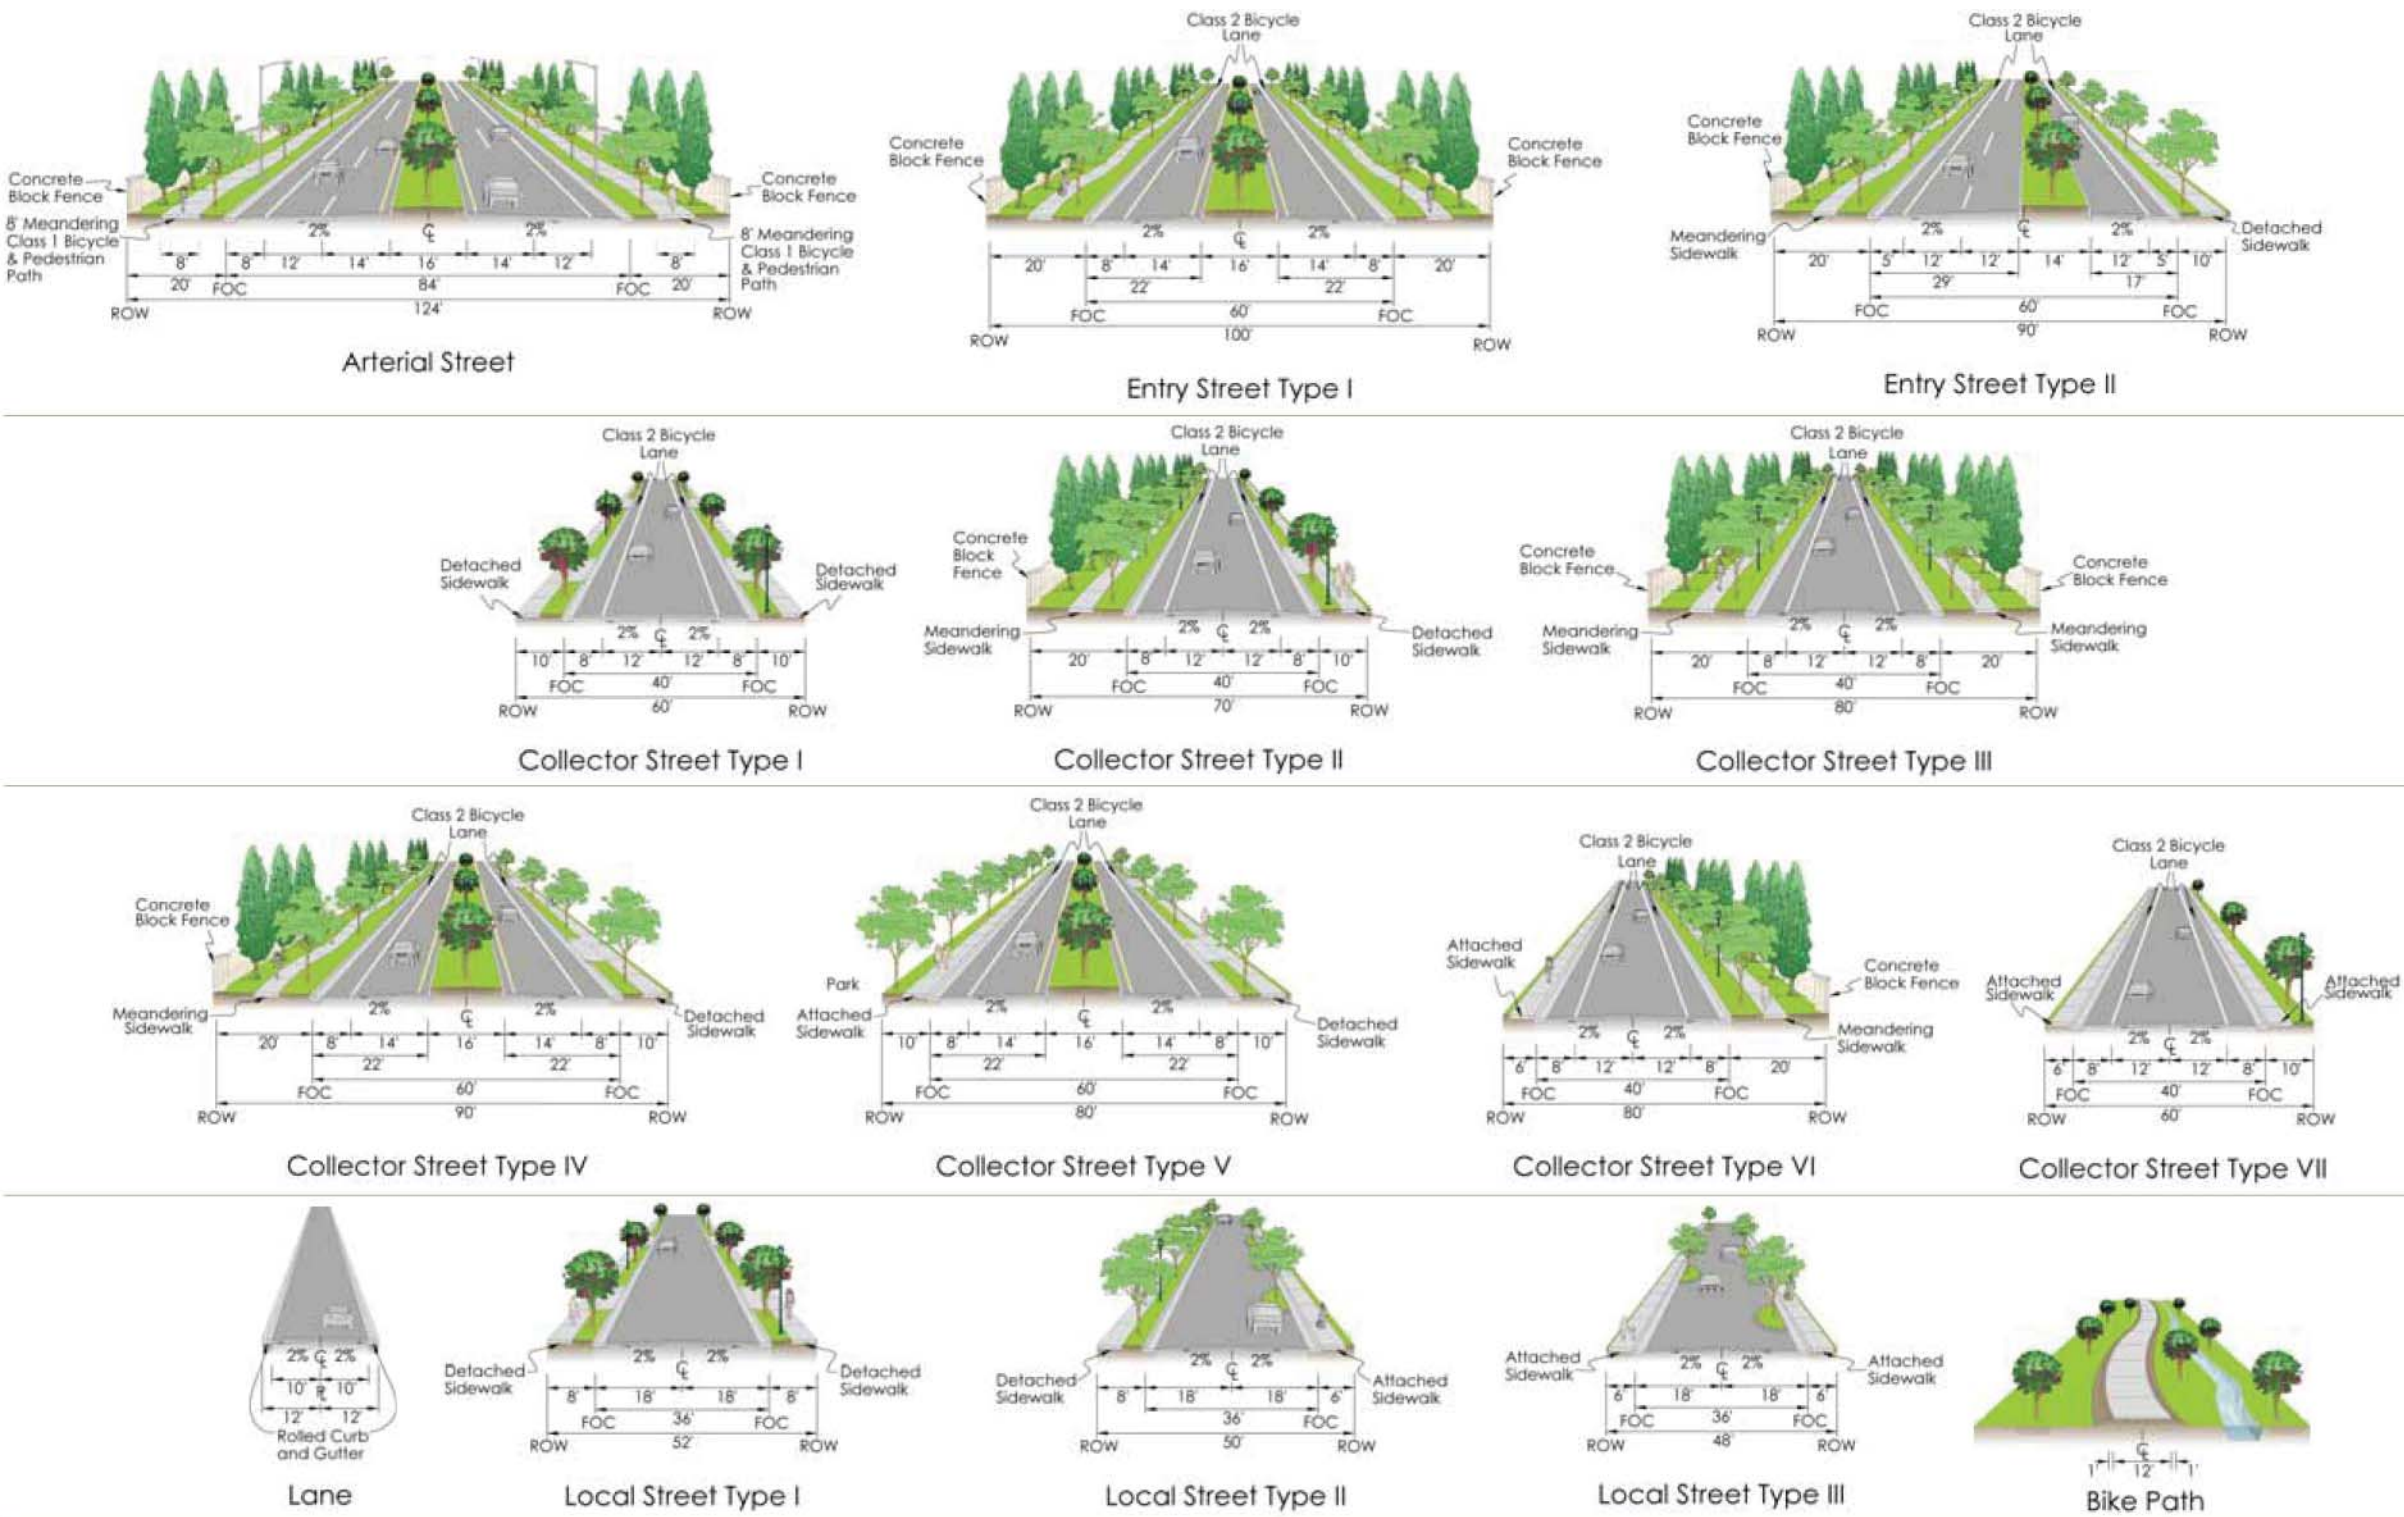 Class 2 Bicycle
Lane
Class 2 Bicycle
Lane
Concrete
Block Fence
Concrete
Block Fence
8' Meandering
Class 1 Bicycle
& Pedestrian
Path
8' Meandering
Class 1 Bicycle
& Pedestrian
Path
2% ℄ 2%
8' 8' 12' 14' 16' 14' 12' 8'
20' FOC 84' FOC 20'
124'
ROW ROW
Arterial Street
Concrete
Block Fence
Concrete
Block Fence
2% ℄ 2%
20' 8' 14' 16' 14' 8' 20'
22' 22'
FOC 60' FOC
100'
ROW ROW
Entry Street Type I
Concrete
Block Fence
Meandering
Sidewalk
Detached
Sidewalk
2% ℄ 2%
20' 5' 12' 12' 14' 12' 5' 10'
29' 17'
FOC 60' FOC
90'
ROW ROW
Entry Street Type II
Class 2 Bicycle
Lane
Detached
Sidewalk
Detached
Sidewalk
2% ℄ 2%
10' 8' 12' 12' 8' 10'
FOC 40' FOC
ROW 60' ROW
Collector Street Type I
Class 2 Bicycle
Lane
Concrete
Block
Fence
Meandering
Sidewalk
Detached
Sidewalk
2% ℄ 2%
20' 8' 12' 12' 8' 10'
FOC 40' FOC
ROW 70' ROW
Collector Street Type II
Class 2 Bicycle
Lane
Concrete
Block Fence
Concrete
Block Fence
Meandering
Sidewalk
Meandering
Sidewalk
2% ℄ 2%
20' 8' 12' 12' 8' 20'
FOC 40' FOC
ROW 80' ROW
Collector Street Type III
Class 2 Bicycle
Lane
Concrete
Block Fence
Meandering
Sidewalk
Detached
Sidewalk
2% ℄ 2%
20' 8' 14' 16' 14' 8' 10'
22' 22'
FOC 60' FOC
ROW 90' ROW
Collector Street Type IV
Class 2 Bicycle
Lane
Park
Attached
Sidewalk
Detached
Sidewalk
2% ℄ 2%
10' 8' 14' 16' 14' 8' 10'
22' 22'
FOC 60' FOC
ROW 80' ROW
Collector Street Type V
Class 2 Bicycle
Lane
Attached
Sidewalk
Concrete
Block Fence
Meandering
Sidewalk
2% ℄ 2%
6' 8' 12' 12' 8' 20'
FOC 40' FOC
ROW 80' ROW
Collector Street Type VI
Class 2 Bicycle
Lane
Attached
Sidewalk
Attached
Sidewalk
2% ℄ 2%
6' 8' 12' 12' 8' 10'
FOC 40' FOC
ROW 60' ROW
Collector Street Type VII
2% ℄ 2%
10' ⅊ 10'
12' 12'
Rolled Curb
and Gutter
Lane
Detached
Sidewalk
Detached
Sidewalk
2% ℄ 2%
8' 18' 18' 8'
FOC 36' FOC
ROW 52' ROW
Local Street Type I
Detached
Sidewalk
Attached
Sidewalk
2% ℄ 2%
8' 18' 18' 6'
36' FOC
ROW 50' ROW
Local Street Type II
Attached
Sidewalk
Attached
Sidewalk
2% ℄ 2%
6' 18' 18' 6'
FOC 36' FOC
ROW 48' ROW
Local Street Type III
℄
1' 12' 1'
Bike Path